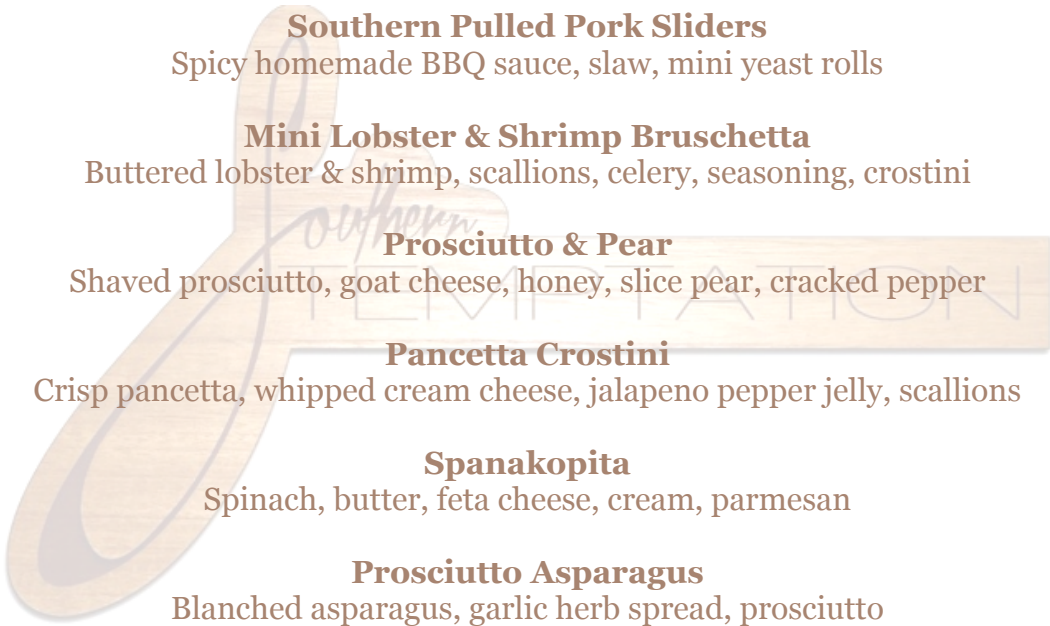 Southern Pulled Pork Sliders
Spicy homemade BBQ sauce, slaw, mini yeast rolls
Mini Lobster & Shrimp Bruschetta
Buttered lobster & shrimp, scallions, celery, seasoning, crostini
Southern
Prosciutto & Pear
Shaved prosciutto, goat cheese, honey, slice pear, cracked pepper
TEMPTATION
Pancetta Crostini
Crisp pancetta, whipped cream cheese, jalapeno pepper jelly, scallions
Spanakopita
Spinach, butter, feta cheese, cream, parmesan
Prosciutto Asparagus
Blanched asparagus, garlic herb spread, prosciutto